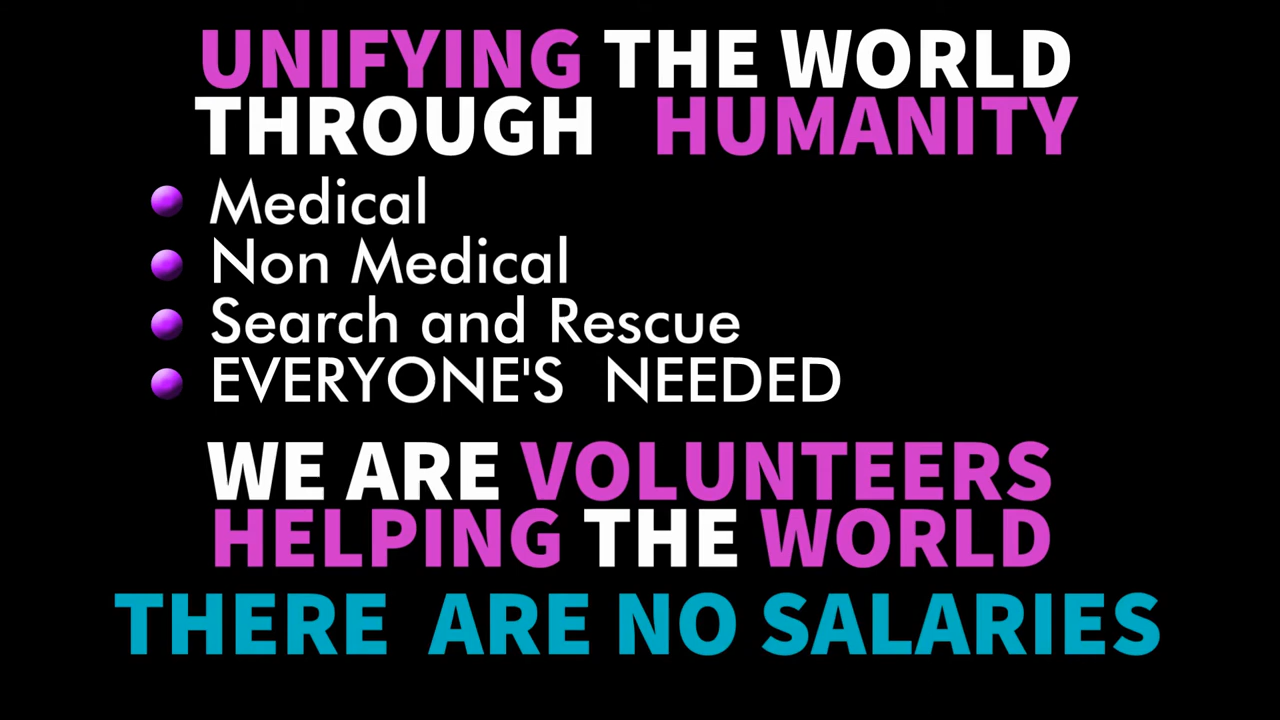 UNIFYING THE WORLD
THROUGH HUMANITY
Medical
Non Medical
Search and Rescue
EVERYONE'S NEEDED
WE ARE VOLUNTEERS
HELPING THE WORLD
THERE ARE NO SALARIES